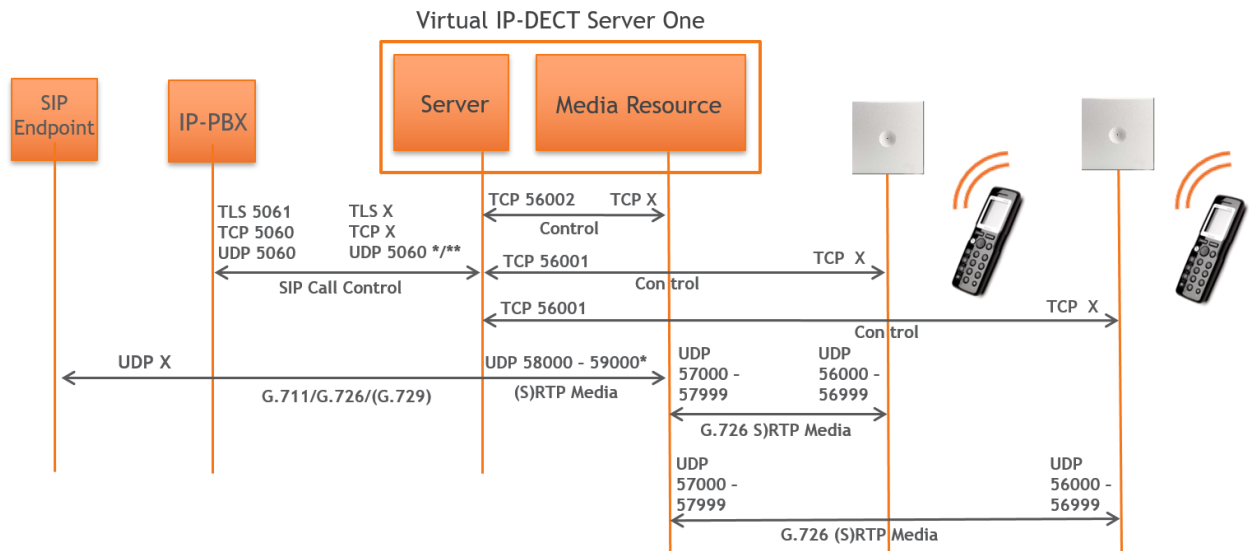 Virtual IP-DECT Server One
SIP
Endpoint
IP-PBX
Server
Media Resource
TCP 56002
TCP X
Control
TLS 5061
TCP 5060
UDP 5060
TLS X
TCP X
UDP 5060 */**
SIP Call Control
TCP 56001
TCP X
Control
TCP 56001
TCP X
Control
UDP X
UDP 58000 – 59000*
G.711/G.726/(G.729)
(S)RTP Media
UDP
57000 –
57999
UDP
56000 –
56999
G.726 S)RTP Media
UDP
57000 –
57999
UDP
56000 –
56999
G.726 (S)RTP Media